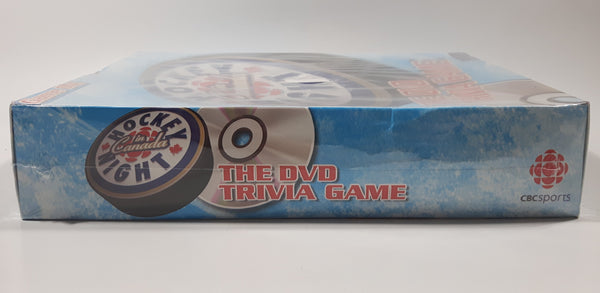 HOCKEY
in
Canada
NIGHT
THE DVD
TRIVIA GAME
CBCsports